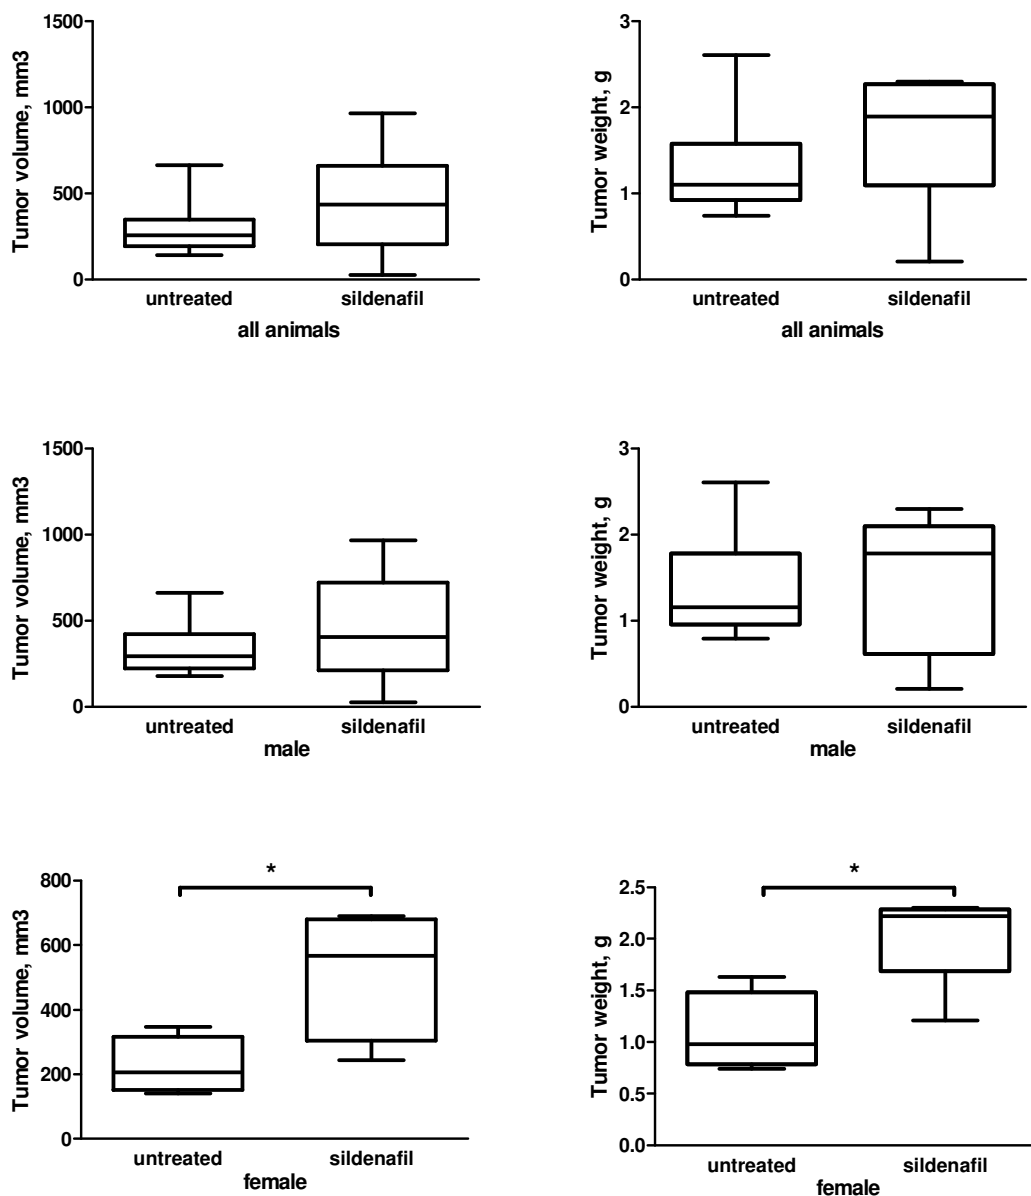 Tumor volume, mm3
1500
1000
500
0
untreated sildenafil
all animals
Tumor weight, g
3
2
1
0
untreated sildenafil
all animals
Tumor volume, mm3
1500
1000
500
0
untreated sildenafil
male
Tumor weight, g
3
2
1
0
untreated sildenafil
male
Tumor volume, mm3
800
600
400
200
0
*
untreated sildenafil
female
Tumor weight, g
2.5
2.0
1.5
1.0
0.5
0.0
*
untreated sildenafil
female